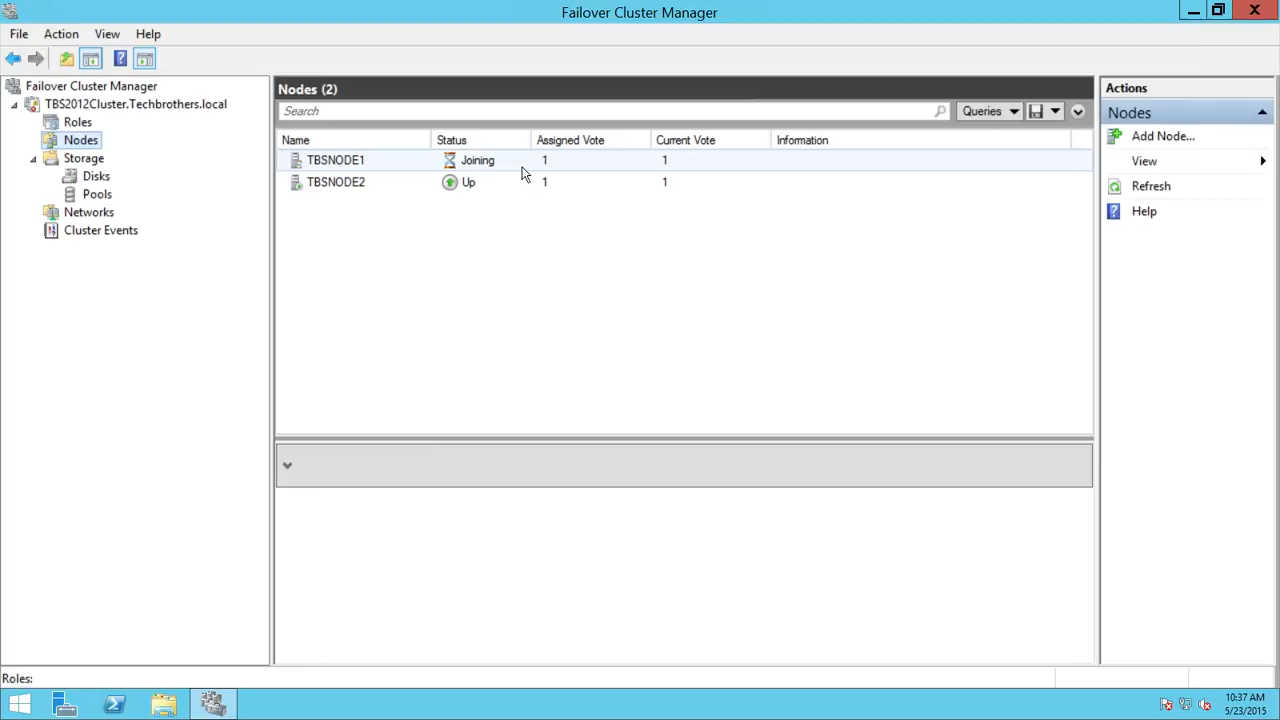 Failover Cluster Manager
File Action View Help
Failover Cluster Manager
TBS2012Cluster.Techbrothers.local
Roles
Nodes
Storage
Disks
Pools
Networks
Cluster Events
Nodes (2)
Search
Queries
Name Status Assigned Vote Current Vote Information
TBSNODE1 Joining 1 1
TBSNODE2 Up 1 1
Actions
Nodes
Add Node...
View
Refresh
Help
Roles:
10:37 AM
5/23/2015